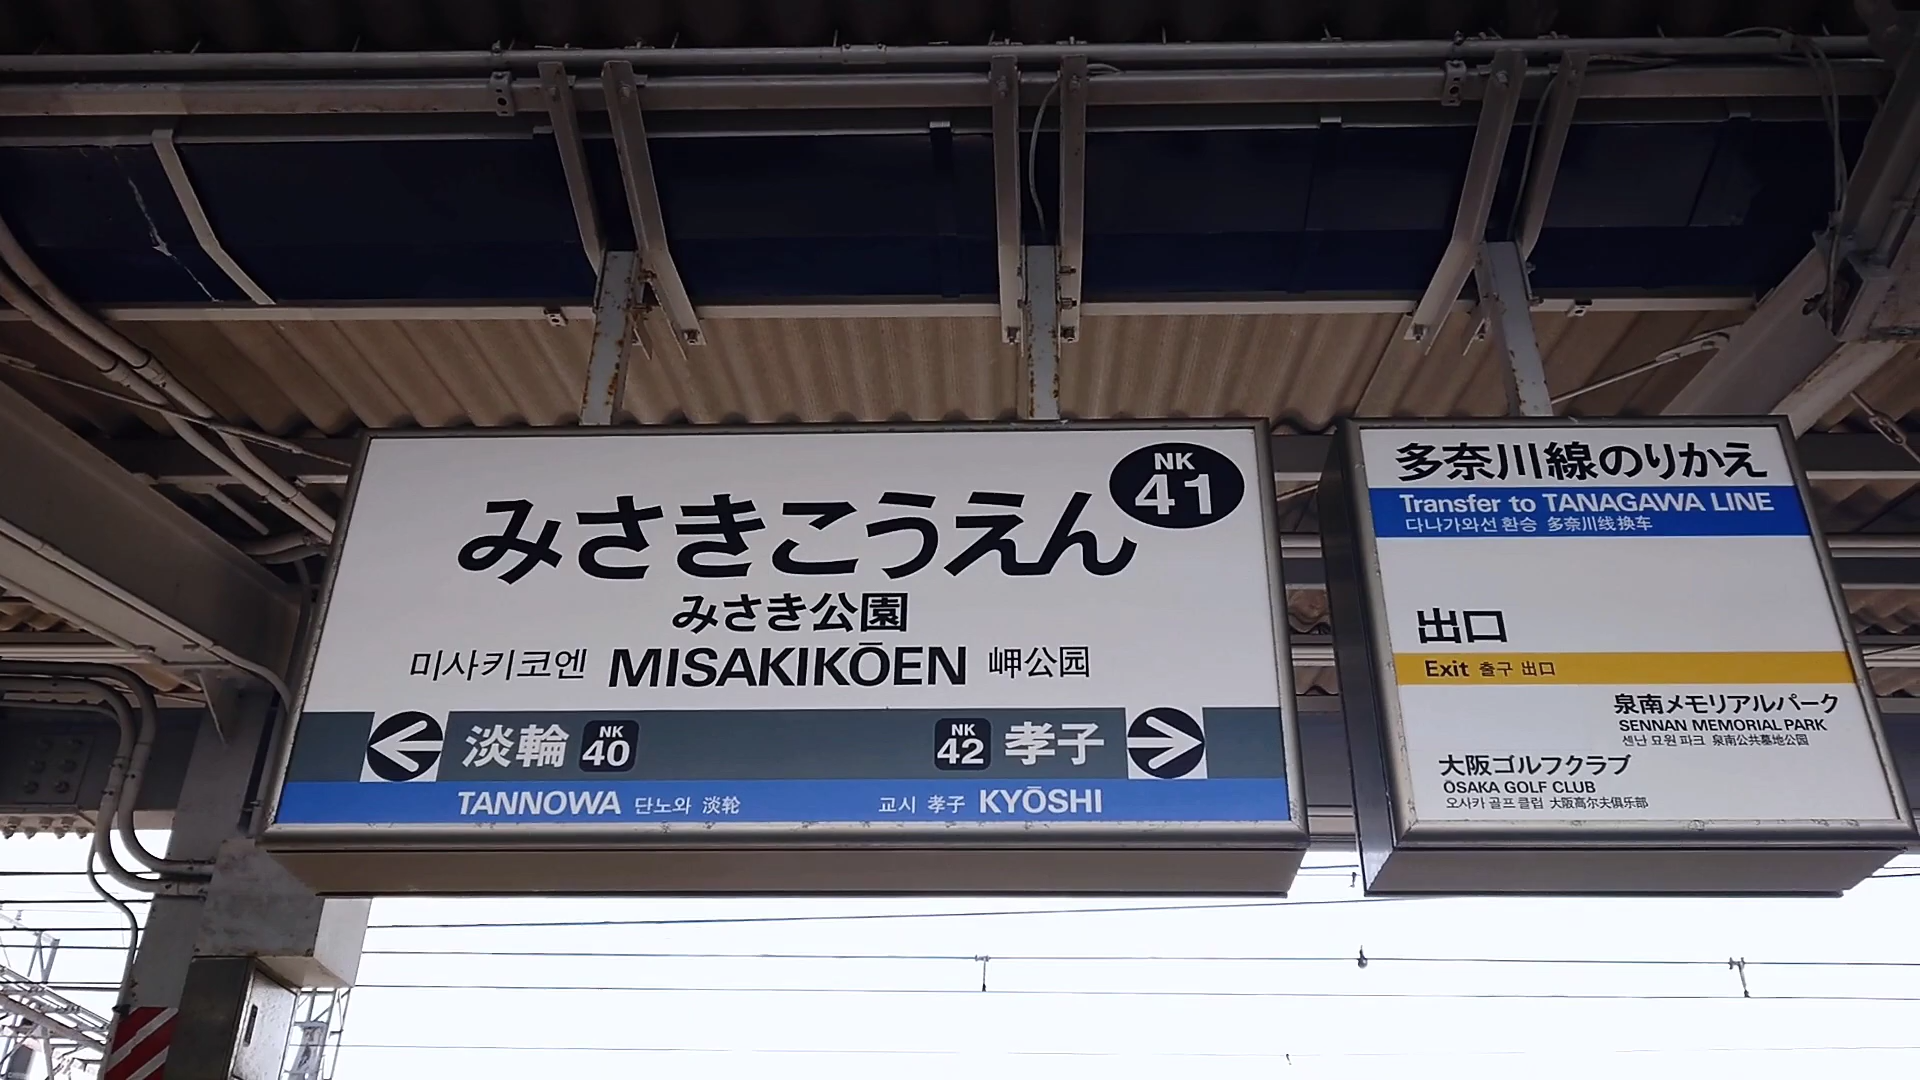 NK
41
みさきこうえん
みさき公園
미사키코엔 MISAKIKŌEN 岬公园
淡輪 NK 40
NK 42 孝子
TANNOWA 단노와 淡轮
교시 孝子 KYŌSHI
多奈川線のりかえ
Transfer to TANAGAWA LINE
다나가와선 환승 多奈川线换车
出口
Exit 출구 出口
泉南メモリアルパーク
SENNAN MEMORIAL PARK
센난 묘원 파크 泉南公共墓地公园
大阪ゴルフクラブ
OSAKA GOLF CLUB
오사카 골프 클럽 大阪高尔夫俱乐部